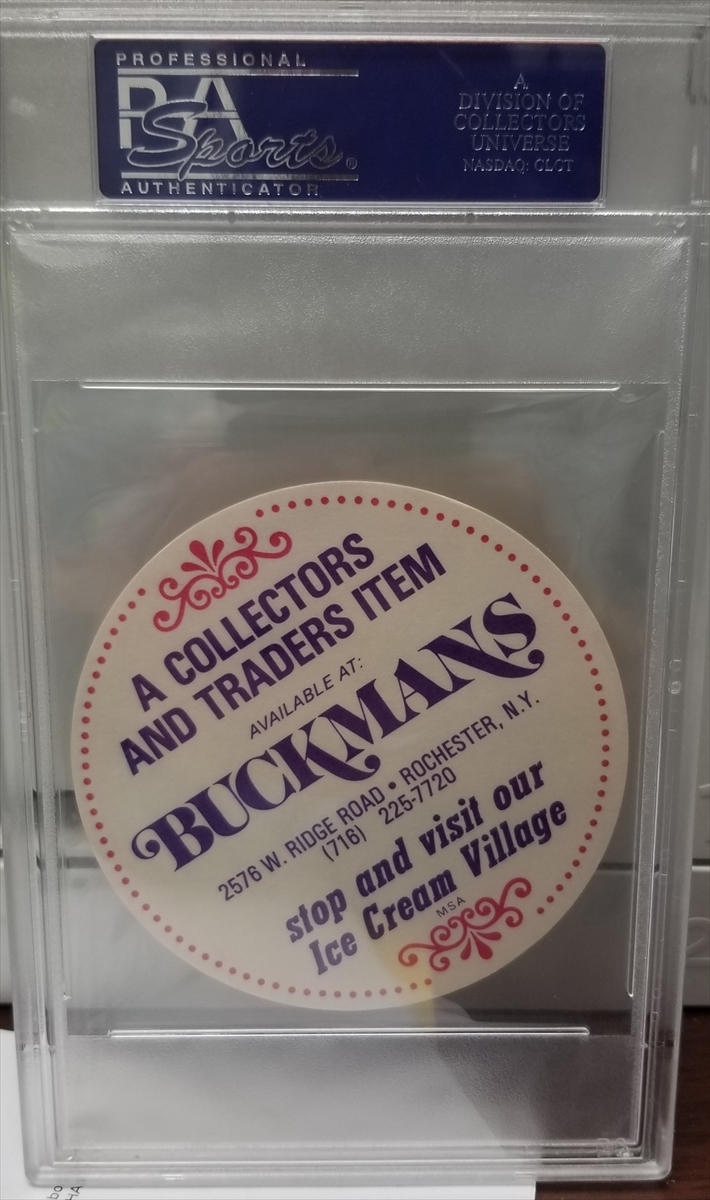 PROFESSIONAL
PSA
Sports®
AUTHENTICATOR
A
DIVISION OF
COLLECTORS
UNIVERSE
NASDAQ: CLCT
A COLLECTORS
AND TRADERS ITEM
AVAILABLE AT:
BUCKMANS
2576 W. RIDGE ROAD • ROCHESTER, N.Y.
(716) 225-7720
stop and visit our
Ice Cream Village
MSA